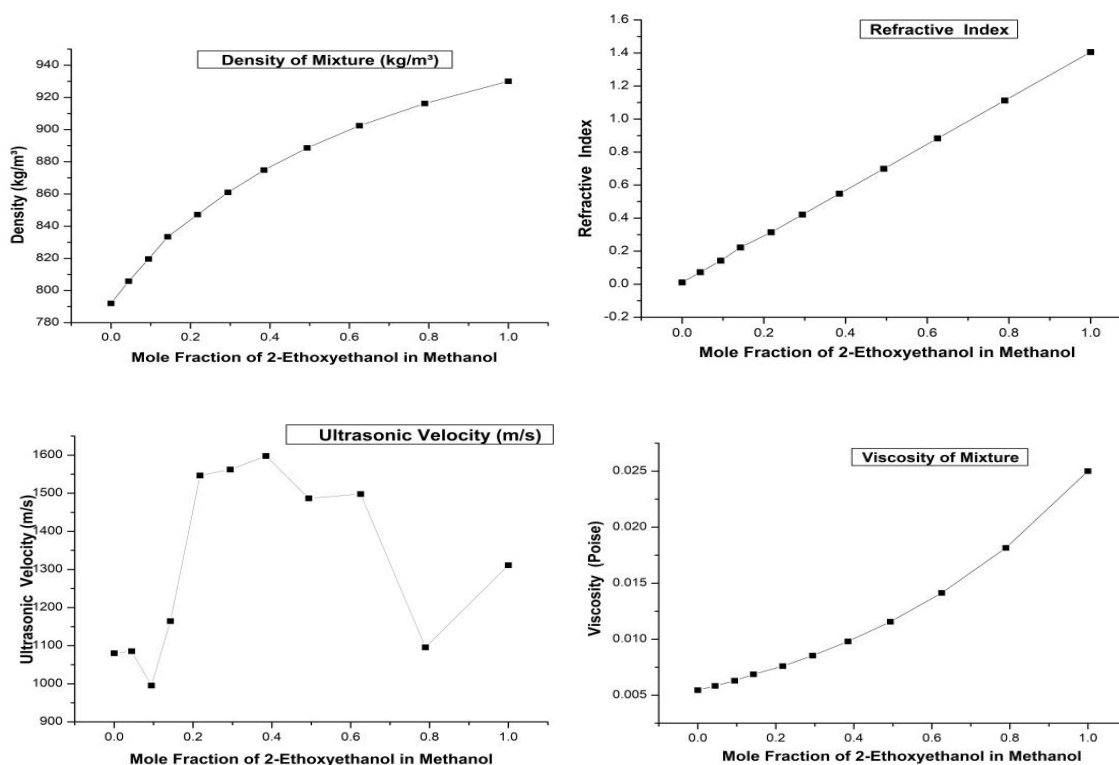 Density of Mixture (kg/m³)
940
920
900
880
860
840
820
800
780
Density (kg/m³)
0.0 0.2 0.4 0.6 0.8 1.0
Mole Fraction of 2-Ethoxyethanol in Methanol
Refractive Index
1.6
1.4
1.2
1.0
0.8
0.6
0.4
0.2
0.0
-0.2
Refractive Index
0.0 0.2 0.4 0.6 0.8 1.0
Mole Fraction of 2-Ethoxyethanol in Methanol
Ultrasonic Velocity (m/s)
1600
1500
1400
1300
1200
1100
1000
900
Ultrasonic Velocity (m/s)
0.0 0.2 0.4 0.6 0.8 1.0
Mole Fraction of 2-Ethoxyethanol in Methanol
Viscosity of Mixture
0.025
0.020
0.015
0.010
0.005
Viscosity (Poise)
0.0 0.2 0.4 0.6 0.8 1.0
Mole Fraction of 2-Ethoxyethanol in Methanol